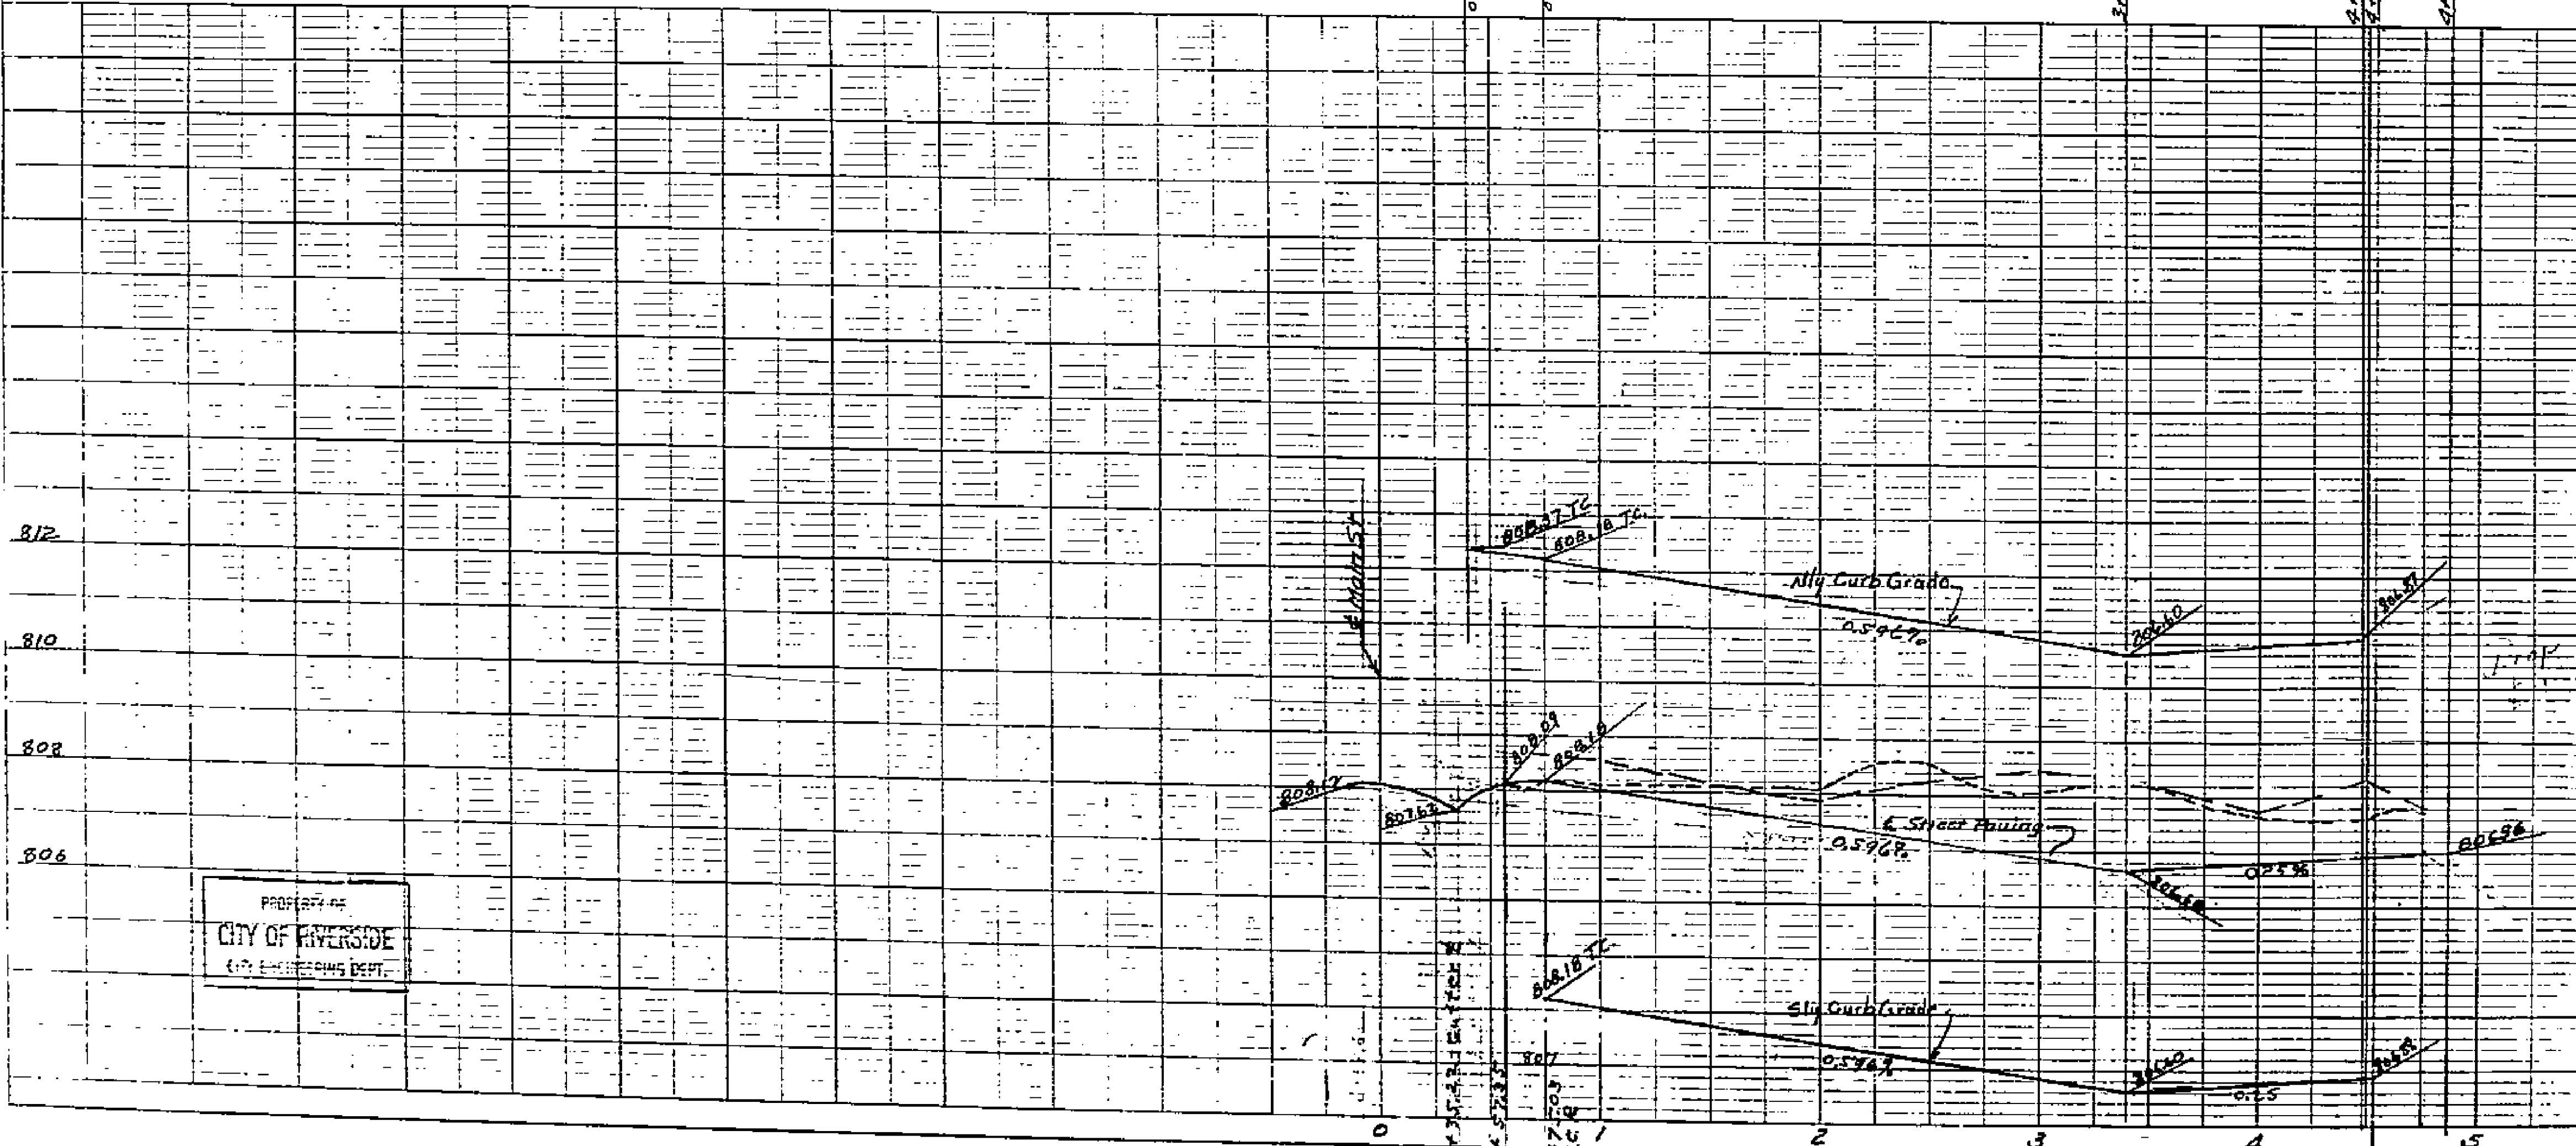 812
810
808
806
℄ Main St
808.37 TC
808.18 TC.
Nly Curb Grade
0.596%
806.60
806.87
808.17
807.62
808.09
808.18
℄ Street Paving
0.596%
0.25%
806.96
808.18 TC
Sly Curb Grade
0.596%
807
806.60
0.25
PROPERTY OF
CITY OF RIVERSIDE
CITY ENGINEERING DEPT.
0
1
2
3
4
5